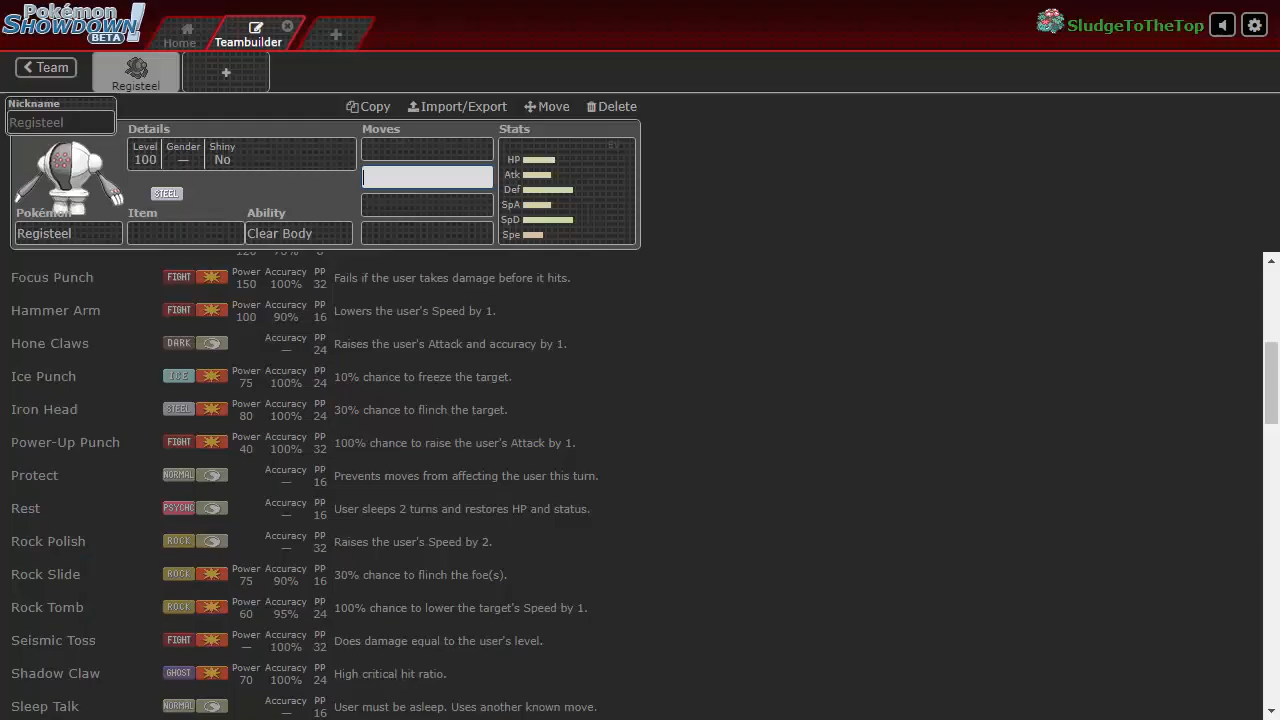 Pokémon
SHOWDOWN!
BETA
Home
Teambuilder
+
SludgeToTheTop
Team
Registeel
+
Nickname
Registeel
Copy
Import/Export
Move
Delete
Details
Moves
Stats
Level Gender Shiny
100 — No
EV
HP
Atk
Def
SpA
SpD
Spe
STEEL
Pokémon Item Ability
Registeel Clear Body
Focus Punch FIGHT Power 150 Accuracy 100% PP 32 Fails if the user takes damage before it hits.
Hammer Arm FIGHT Power 100 Accuracy 90% PP 16 Lowers the user's Speed by 1.
Hone Claws DARK Accuracy — PP 24 Raises the user's Attack and accuracy by 1.
Ice Punch ICE Power 75 Accuracy 100% PP 24 10% chance to freeze the target.
Iron Head STEEL Power 80 Accuracy 100% PP 24 30% chance to flinch the target.
Power-Up Punch FIGHT Power 40 Accuracy 100% PP 32 100% chance to raise the user's Attack by 1.
Protect NORMAL Accuracy — PP 16 Prevents moves from affecting the user this turn.
Rest PSYCHC Accuracy — PP 16 User sleeps 2 turns and restores HP and status.
Rock Polish ROCK Accuracy — PP 32 Raises the user's Speed by 2.
Rock Slide ROCK Power 75 Accuracy 90% PP 16 30% chance to flinch the foe(s).
Rock Tomb ROCK Power 60 Accuracy 95% PP 24 100% chance to lower the target's Speed by 1.
Seismic Toss FIGHT Power — Accuracy 100% PP 32 Does damage equal to the user's level.
Shadow Claw GHOST Power 70 Accuracy 100% PP 24 High critical hit ratio.
Sleep Talk NORMAL Accuracy — PP 16 User must be asleep. Uses another known move.